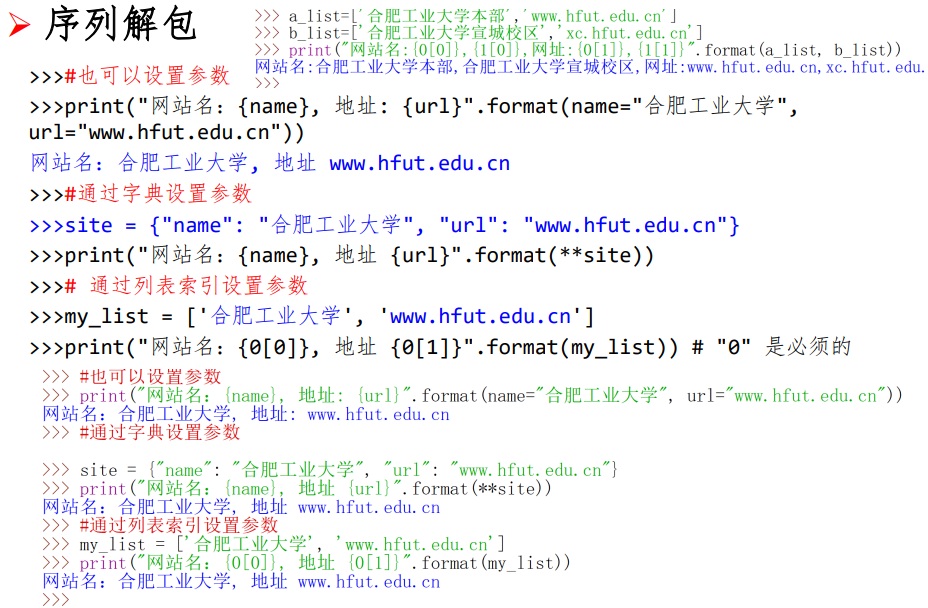 序列解包
>>> a_list=['合肥工业大学本部','www,hfut.edu.cn']
>>> b_list=['合肥工业大学宣城校区','xc.hfut.edu.cn']
>>> print("网站名:{0[0]},{1[0]},网址:{0[1]},{1[1]}".format(a_list, b_list))
网站名:合肥工业大学本部,合肥工业大学宣城校区,网址:www.hfut.edu.cn,xc.hfut.edu.
>>>
>>>#也可以设置参数
>>>print("网站名: {name}, 地址: {url}".format(name="合肥工业大学",
url="www.hfut.edu.cn"))
网站名: 合肥工业大学, 地址 www.hfut.edu.cn
>>>#通过字典设置参数
>>>site = {"name": "合肥工业大学", "url": "www.hfut.edu.cn"}
>>>print("网站名: {name}, 地址 {url}".format(**site))
>>># 通过列表索引设置参数
>>>my_list = ['合肥工业大学', 'www.hfut.edu.cn']
>>>print("网站名: {0[0]}, 地址 {0[1]}".format(my_list)) # "0" 是必须的
>>> #也可以设置参数
>>> print("网站名: {name}, 地址: {url}".format(name="合肥工业大学", url="www.hfut.edu.cn"))
网站名: 合肥工业大学, 地址: www.hfut.edu.cn
>>> #通过字典设置参数
>>> site = {"name": "合肥工业大学", "url": "www.hfut.edu.cn"}
>>> print("网站名: {name}, 地址 {url}".format(**site))
网站名: 合肥工业大学, 地址 www.hfut.edu.cn
>>> #通过列表索引设置参数
>>> my_list = ['合肥工业大学', 'www.hfut.edu.cn']
>>> print("网站名: {0[0]}, 地址 {0[1]}".format(my_list))
网站名: 合肥工业大学, 地址 www.hfut.edu.cn
>>>